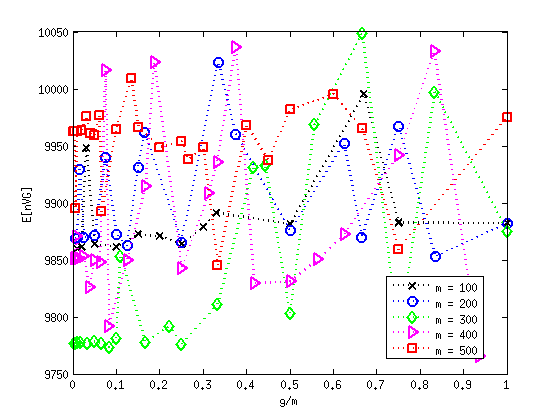 10050
10000
9950
9900
9850
9800
9750
E[nVG]
m = 100
m = 200
m = 300
m = 400
m = 500
0 0.1 0.2 0.3 0.4 0.5 0.6 0.7 0.8 0.9 1
g/m